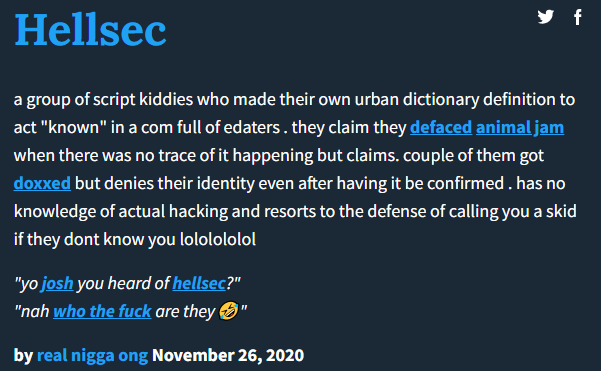 Hellsec
a group of script kiddies who made their own urban dictionary definition to
act "known" in a com full of edaters . they claim they defaced animal jam
when there was no trace of it happening but claims. couple of them got
doxxed but denies their identity even after having it be confirmed . has no
knowledge of actual hacking and resorts to the defense of calling you a skid
if they dont know you lolololololol
"yo josh you heard of hellsec?"
"nah who the fuck are they 🤣"
by real nigga ong November 26, 2020